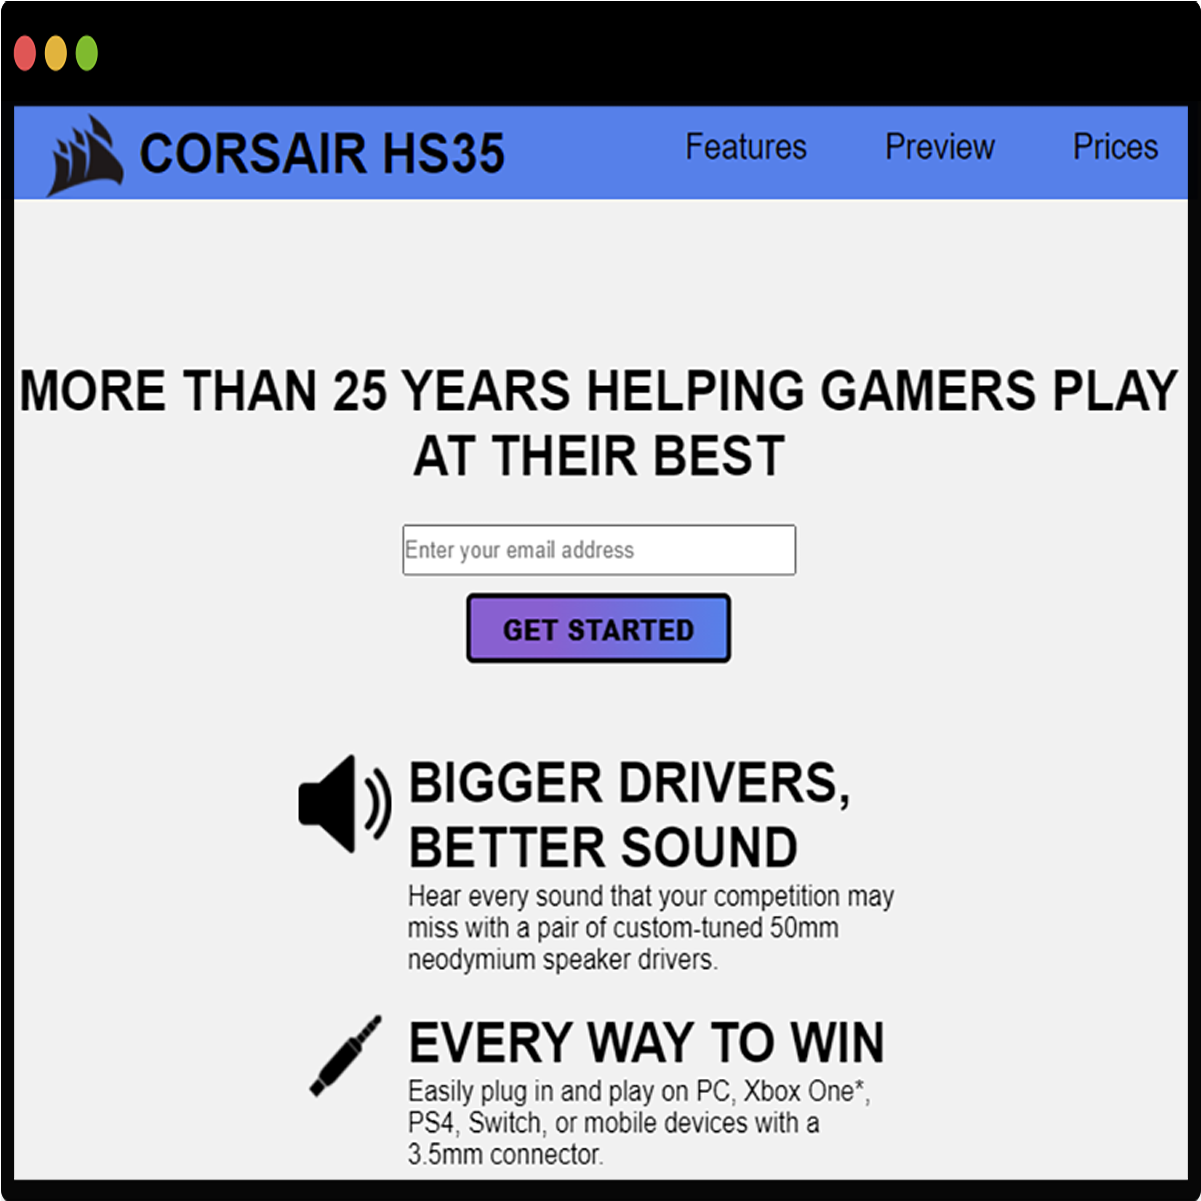 CORSAIR HS35
Features
Preview
Prices
MORE THAN 25 YEARS HELPING GAMERS PLAY
AT THEIR BEST
Enter your email address
GET STARTED
BIGGER DRIVERS,
BETTER SOUND
Hear every sound that your competition may
miss with a pair of custom-tuned 50mm
neodymium speaker drivers.
EVERY WAY TO WIN
Easily plug in and play on PC, Xbox One*,
PS4, Switch, or mobile devices with a
3.5mm connector.